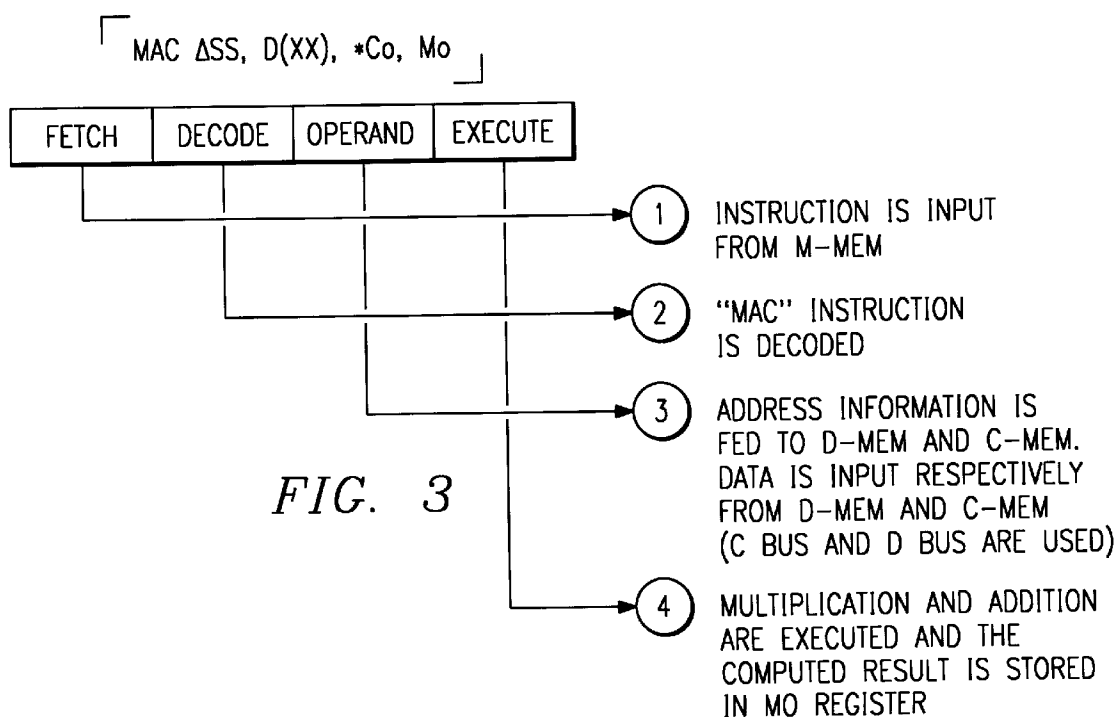 MAC ΔSS, D(XX), *Co, Mo
FETCH DECODE OPERAND EXECUTE
1 INSTRUCTION IS INPUT
FROM M-MEM
2 "MAC" INSTRUCTION
IS DECODED
3 ADDRESS INFORMATION IS
FED TO D-MEM AND C-MEM.
DATA IS INPUT RESPECTIVELY
FROM D-MEM AND C-MEM
(C BUS AND D BUS ARE USED)
FIG. 3
4 MULTIPLICATION AND ADDITION
ARE EXECUTED AND THE
COMPUTED RESULT IS STORED
IN MO REGISTER